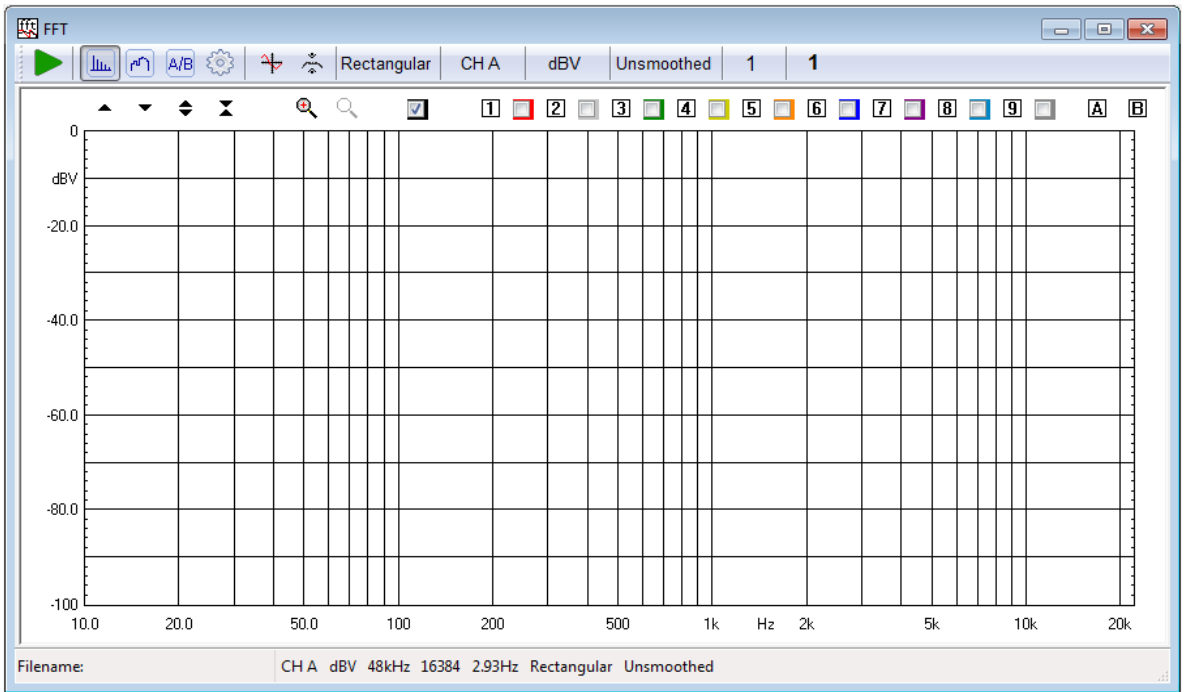 FFT
A/B Rectangular CH A dBV Unsmoothed 1 1
1 2 3 4 5 6 7 8 9 A B
0
dBV
-20.0
-40.0
-60.0
-80.0
-100
10.0 20.0 50.0 100 200 500 1k Hz 2k 5k 10k 20k
Filename: CH A dBV 48kHz 16384 2.93Hz Rectangular Unsmoothed